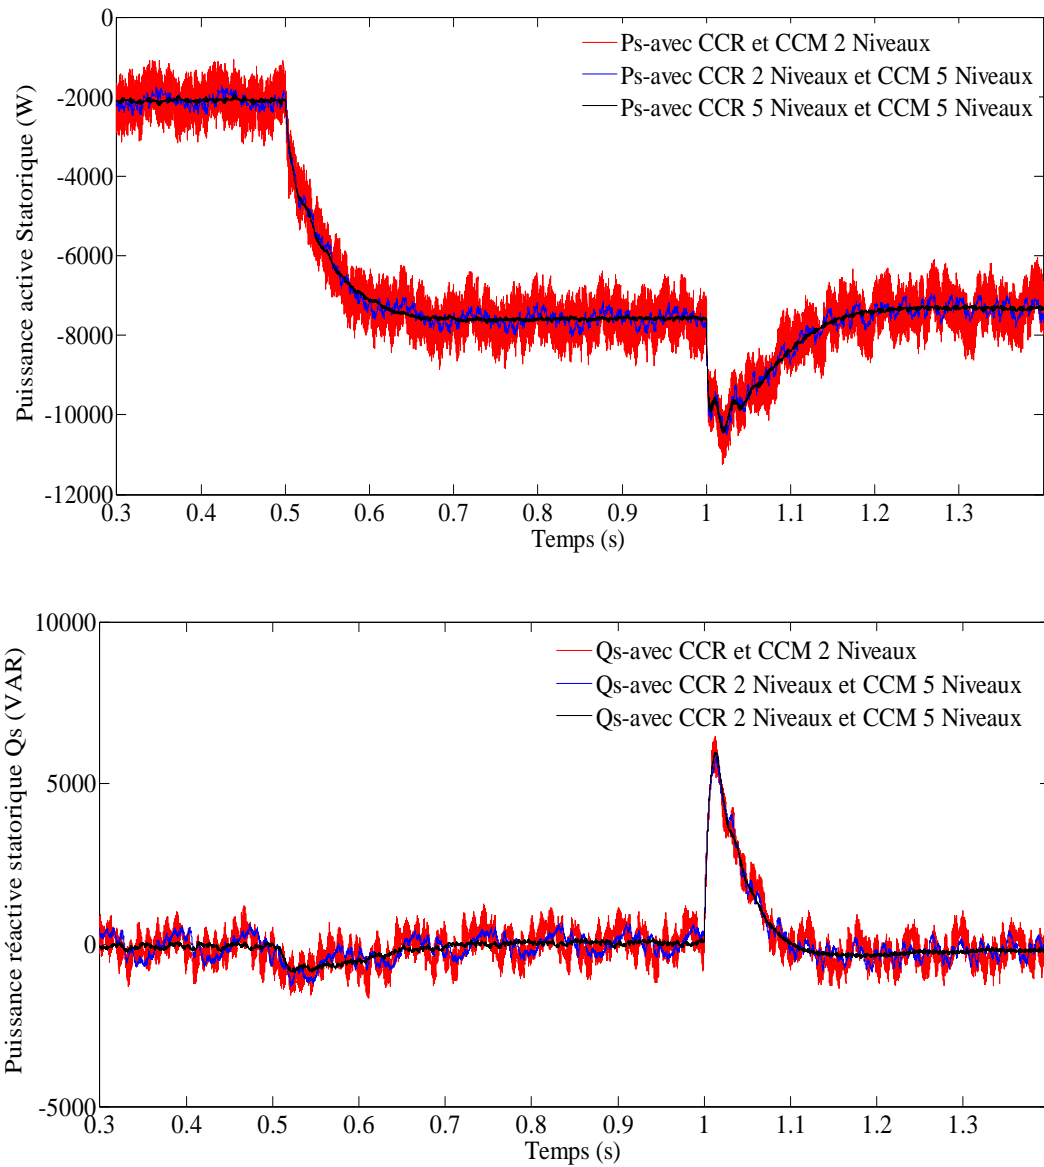 0
-2000
-4000
-6000
-8000
-10000
-12000
Puissance active Statorique (W)
Ps-avec CCR et CCM 2 Niveaux
Ps-avec CCR 2 Niveaux et CCM 5 Niveaux
Ps-avec CCR 5 Niveaux et CCM 5 Niveaux
0.3 0.4 0.5 0.6 0.7 0.8 0.9 1 1.1 1.2 1.3
Temps (s)
10000
5000
0
-5000
Puissance réactive statorique Qs (VAR)
Qs-avec CCR et CCM 2 Niveaux
Qs-avec CCR 2 Niveaux et CCM 5 Niveaux
Qs-avec CCR 2 Niveaux et CCM 5 Niveaux
0.3 0.4 0.5 0.6 0.7 0.8 0.9 1 1.1 1.2 1.3
Temps (s)